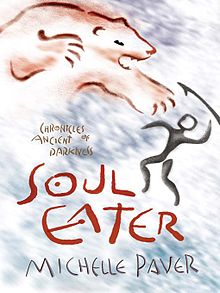 CHRONICLES
ANCIENT OF
DARKNESS
SOUL
EATER
MICHELLE PAVER